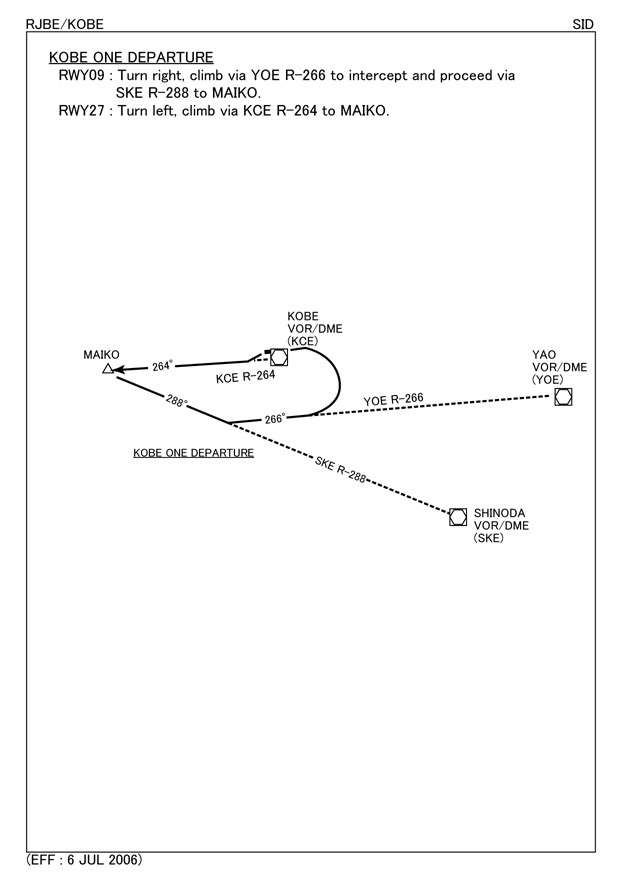 RJBE/KOBE
SID
KOBE ONE DEPARTURE
RWY09 : Turn right, climb via YOE R-266 to intercept and proceed via
SKE R-288 to MAIKO.
RWY27 : Turn left, climb via KCE R-264 to MAIKO.
KOBE
VOR/DME
(KCE)
MAIKO
264°
KCE R-264
YAO
VOR/DME
(YOE)
288°
266°
YOE R-266
KOBE ONE DEPARTURE
SKE R-288
SHINODA
VOR/DME
(SKE)
(EFF : 6 JUL 2006)